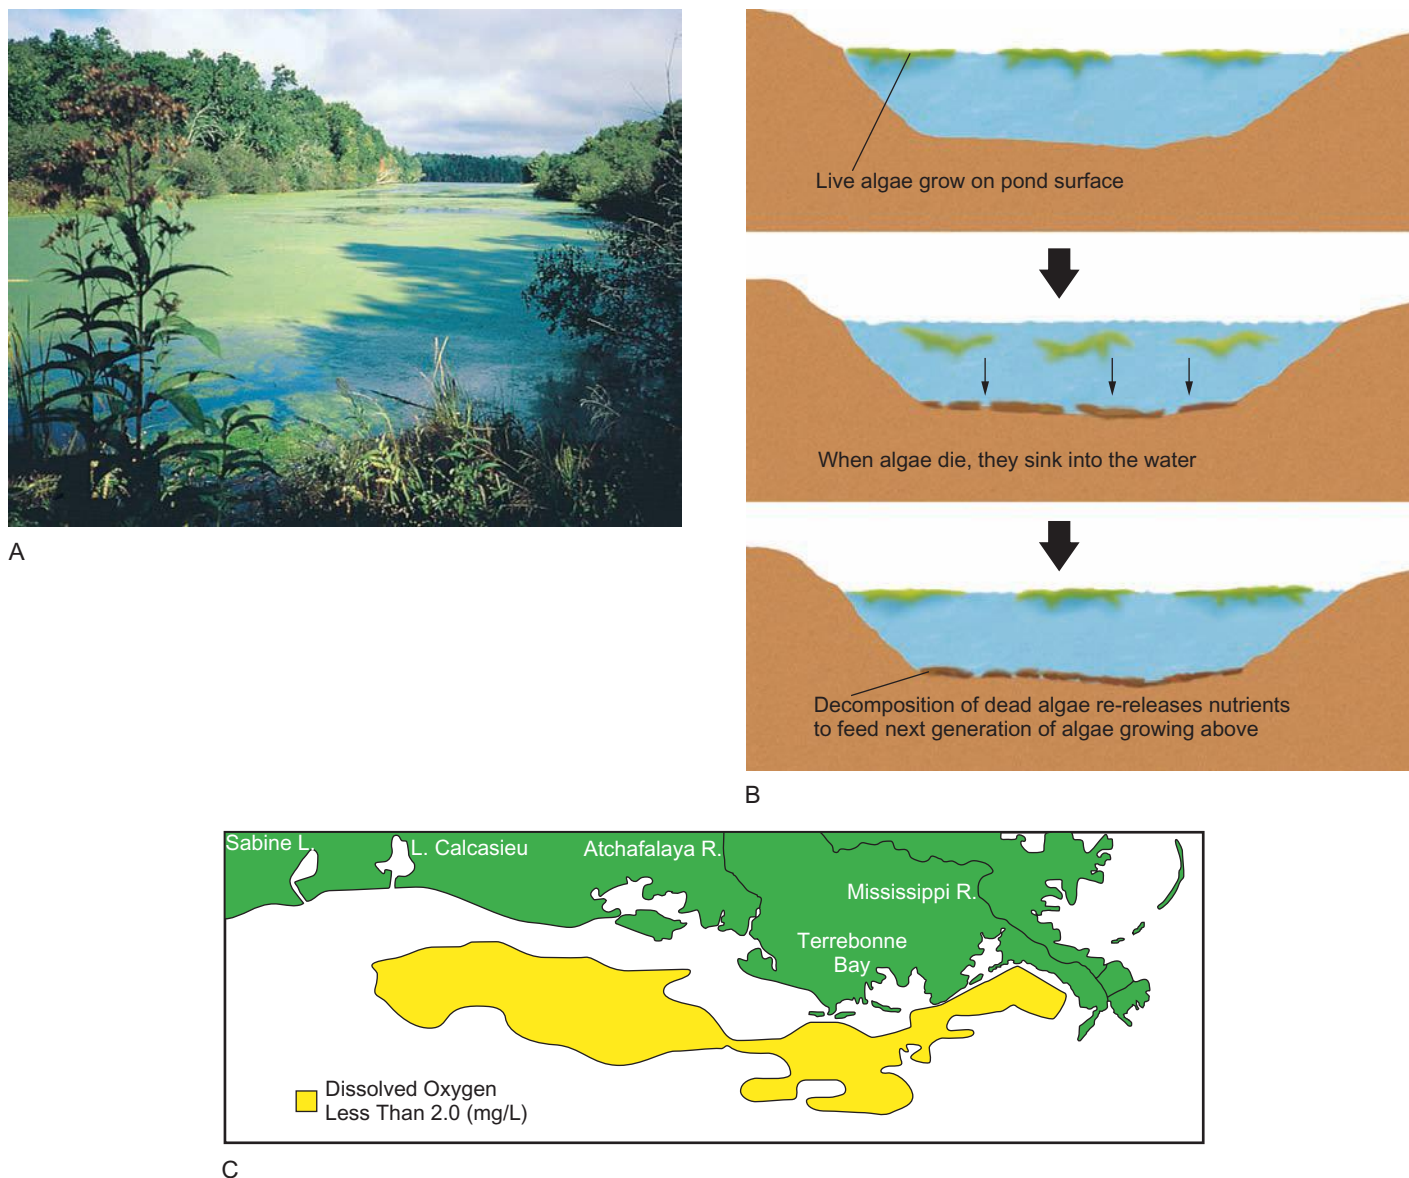 A
Live algae grow on pond surface
When algae die, they sink into the water
Decomposition of dead algae re-releases nutrients
to feed next generation of algae growing above
B
Sabine L.
L. Calcasieu
Atchafalaya R.
Mississippi R.
Terrebonne
Bay
Dissolved Oxygen
Less Than 2.0 (mg/L)
C